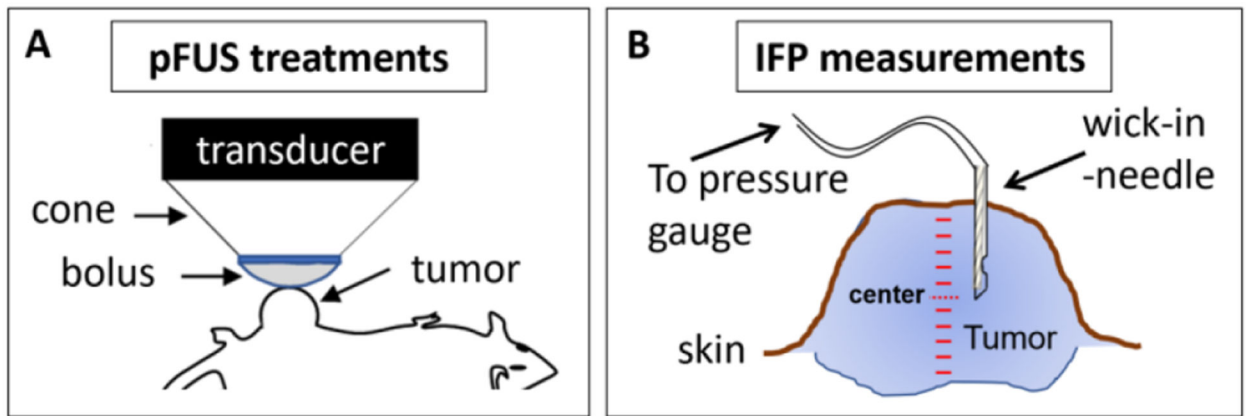 A
pFUS treatments
transducer
cone
bolus
tumor
B
IFP measurements
To pressure
gauge
wick-in
-needle
center
Tumor
skin